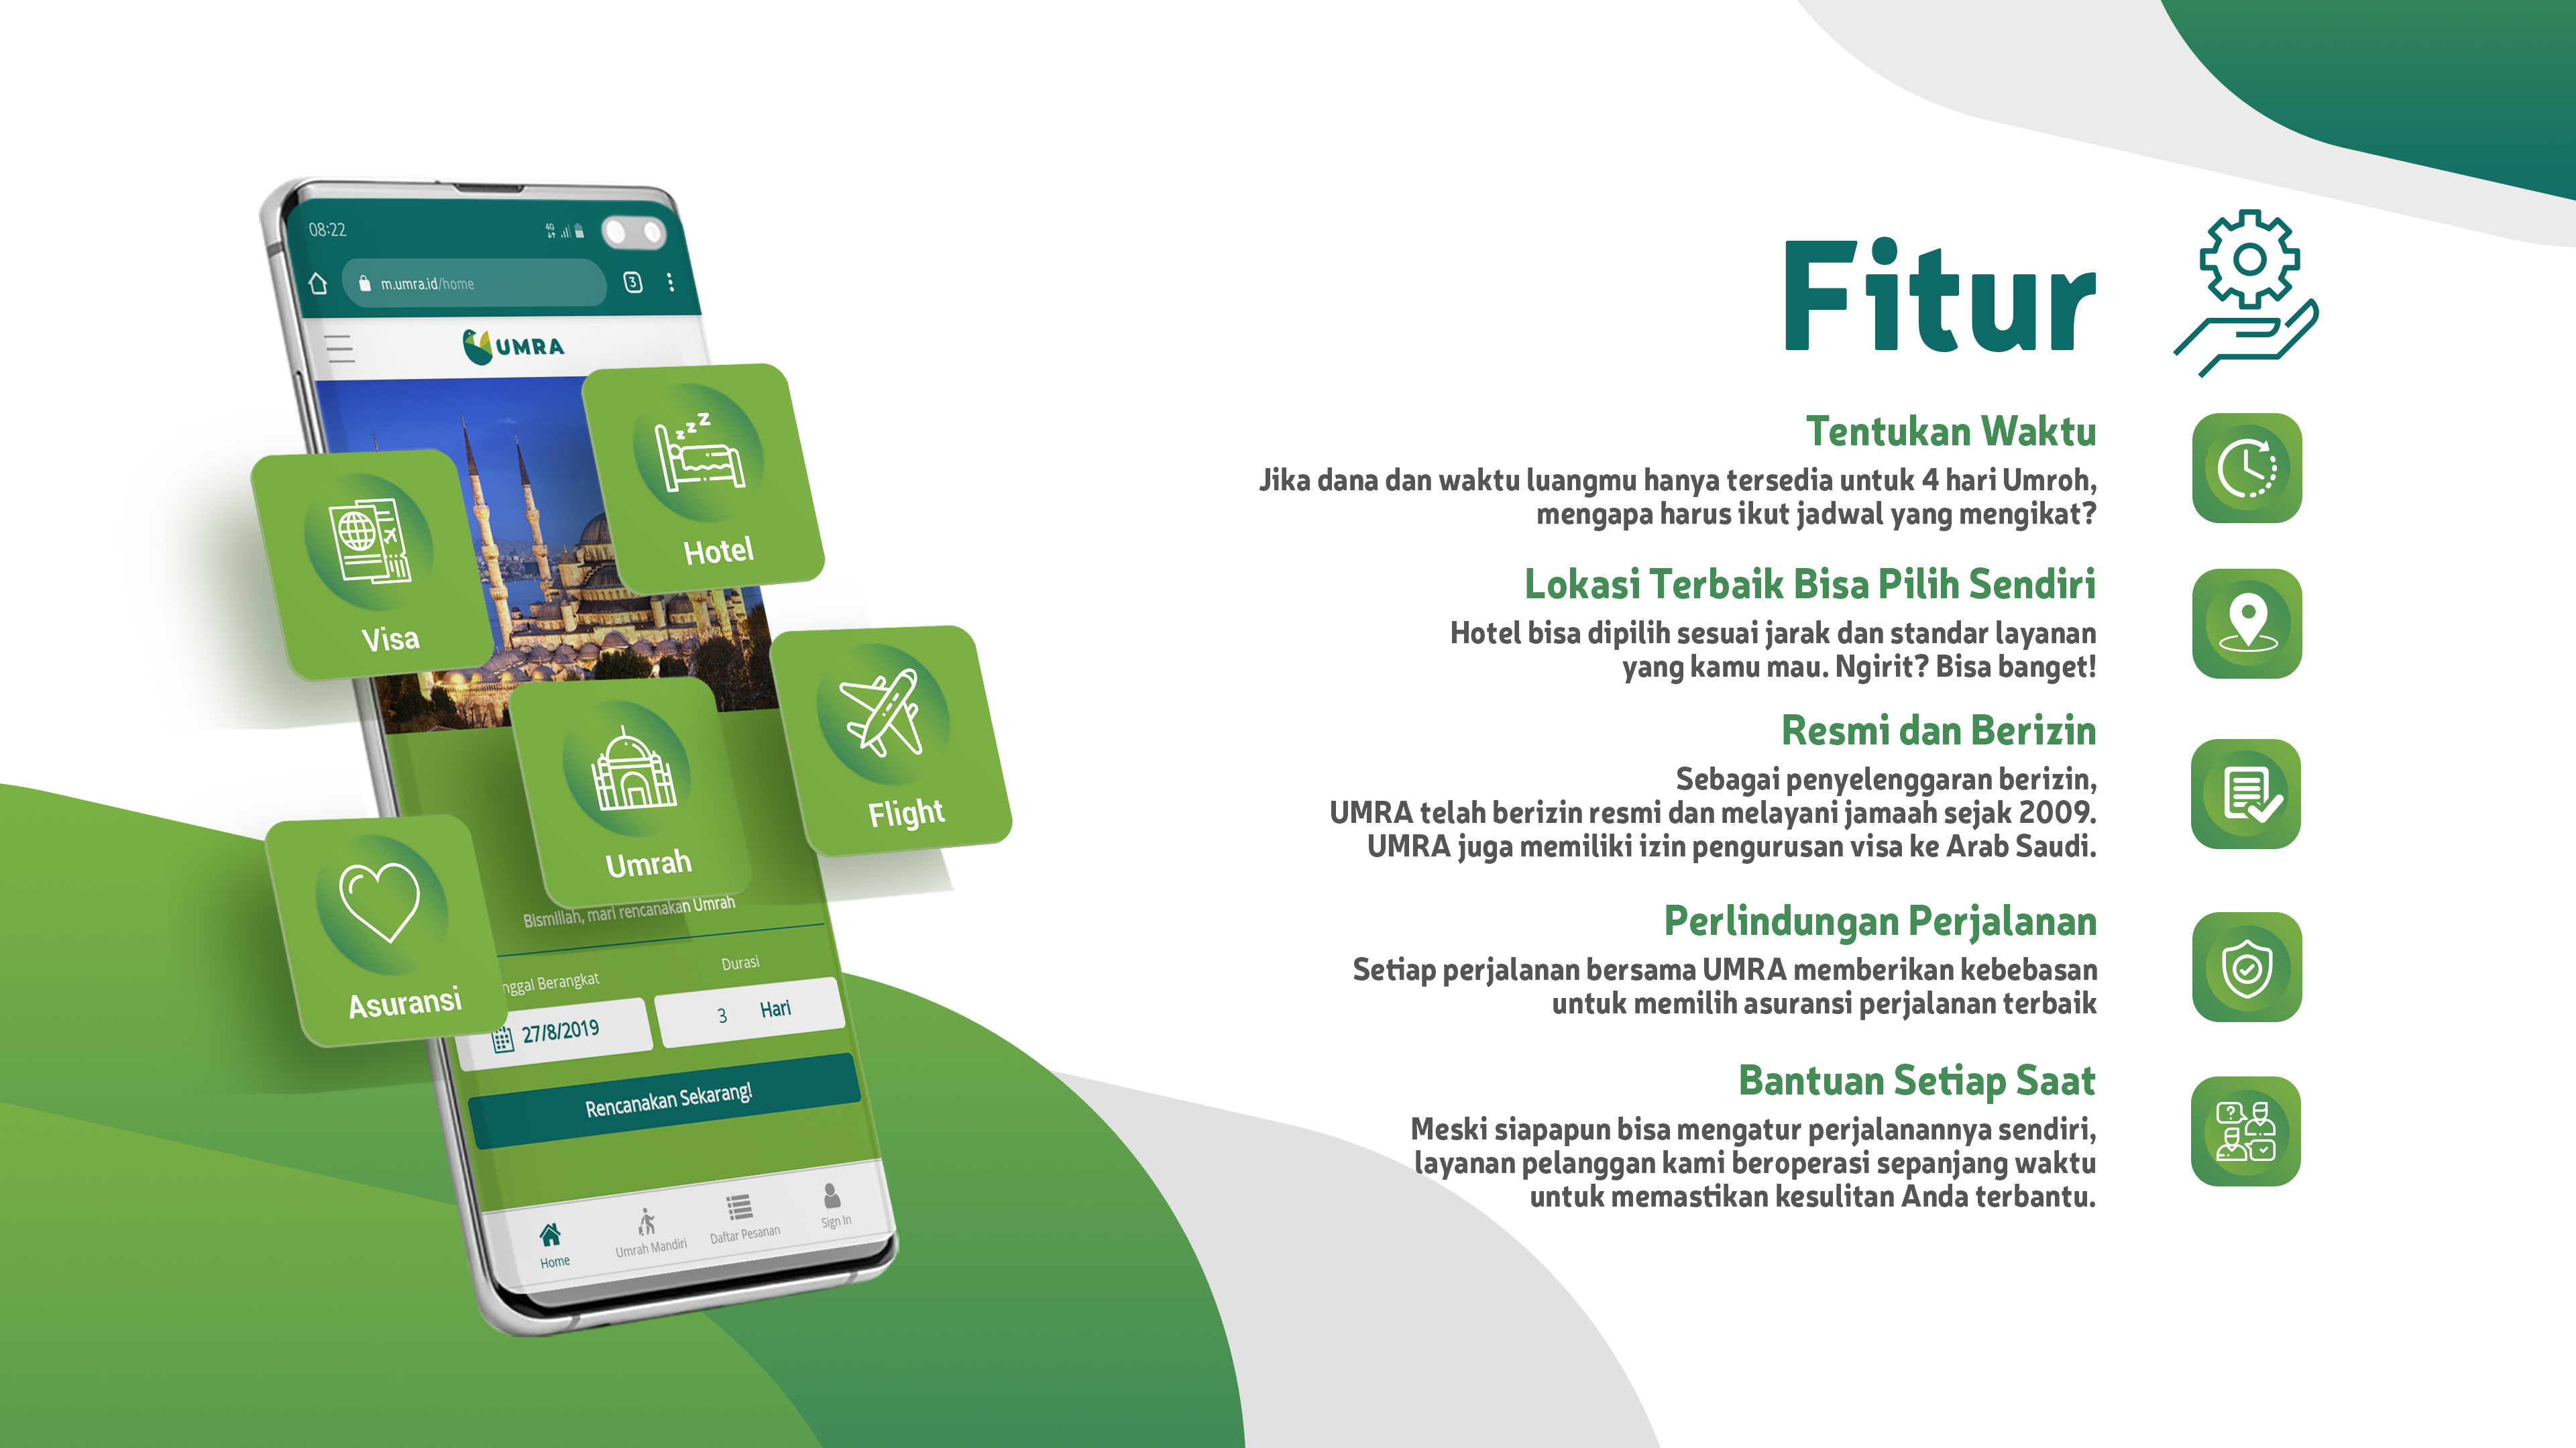 08:22
4G
m.umra.id/home
3
UMRA
Hotel
Visa
Flight
Umrah
Asuransi
Bismillah, mari rencanakan Umrah
Berangkat
Durasi
27/8/2019
3 Hari
Rencanakan Sekarang!
Home
Umrah Mandiri
Daftar Pesanan
Sign In
Fitur
Tentukan Waktu
Jika dana dan waktu luangmu hanya tersedia untuk 4 hari Umroh,
mengapa harus ikut jadwal yang mengikat?
Lokasi Terbaik Bisa Pilih Sendiri
Hotel bisa dipilih sesuai jarak dan standar layanan
yang kamu mau. Ngirit? Bisa banget!
Resmi dan Berizin
Sebagai penyelenggaran berizin,
UMRA telah berizin resmi dan melayani jamaah sejak 2009.
UMRA juga memiliki izin pengurusan visa ke Arab Saudi.
Perlindungan Perjalanan
Setiap perjalanan bersama UMRA memberikan kebebasan
untuk memilih asuransi perjalanan terbaik
Bantuan Setiap Saat
Meski siapapun bisa mengatur perjalanannya sendiri,
layanan pelanggan kami beroperasi sepanjang waktu
untuk memastikan kesulitan Anda terbantu.